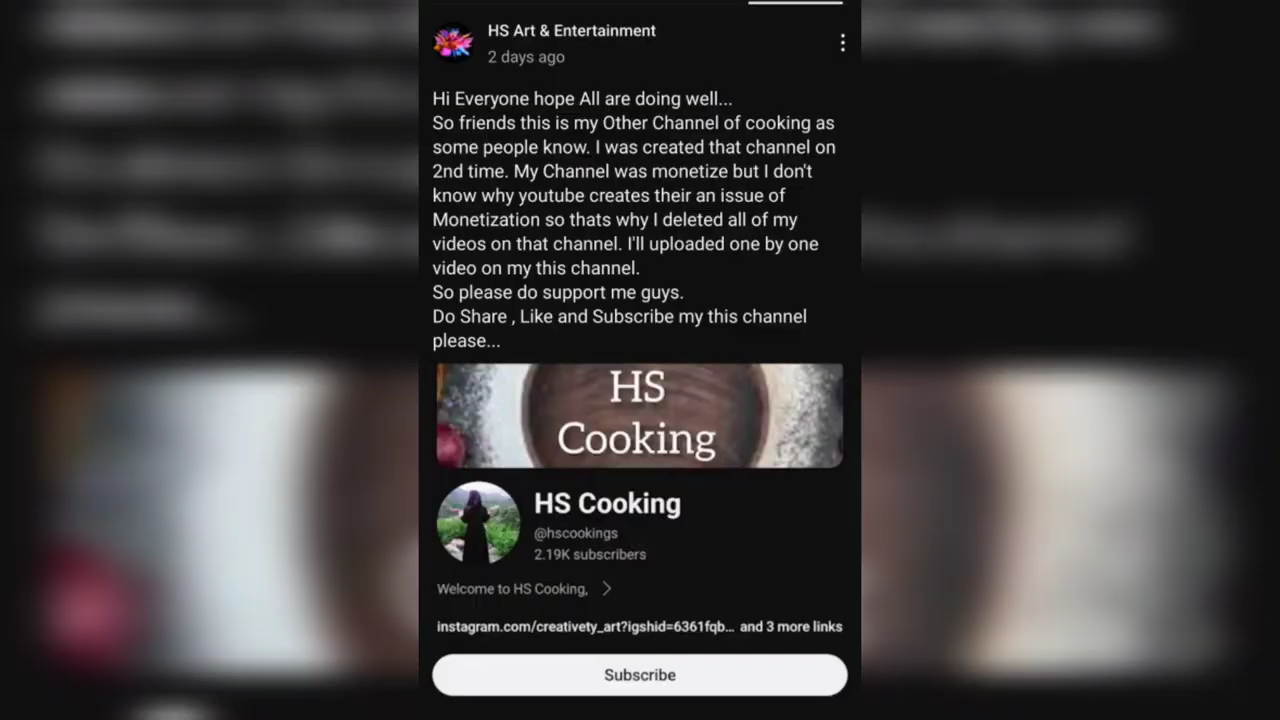 HS Art & Entertainment
2 days ago
Hi Everyone hope All are doing well...
So friends this is my Other Channel of cooking as
some people know. I was created that channel on
2nd time. My Channel was monetize but I don't
know why youtube creates their an issue of
Monetization so thats why I deleted all of my
videos on that channel. I'll uploaded one by one
video on my this channel.
So please do support me guys.
Do Share , Like and Subscribe my this channel
please...
HS
Cooking
HS Cooking
@hscookings
2.19K subscribers
Welcome to HS Cooking,
instagram.com/creativety_art?igshid=6361fqb... and 3 more links
Subscribe